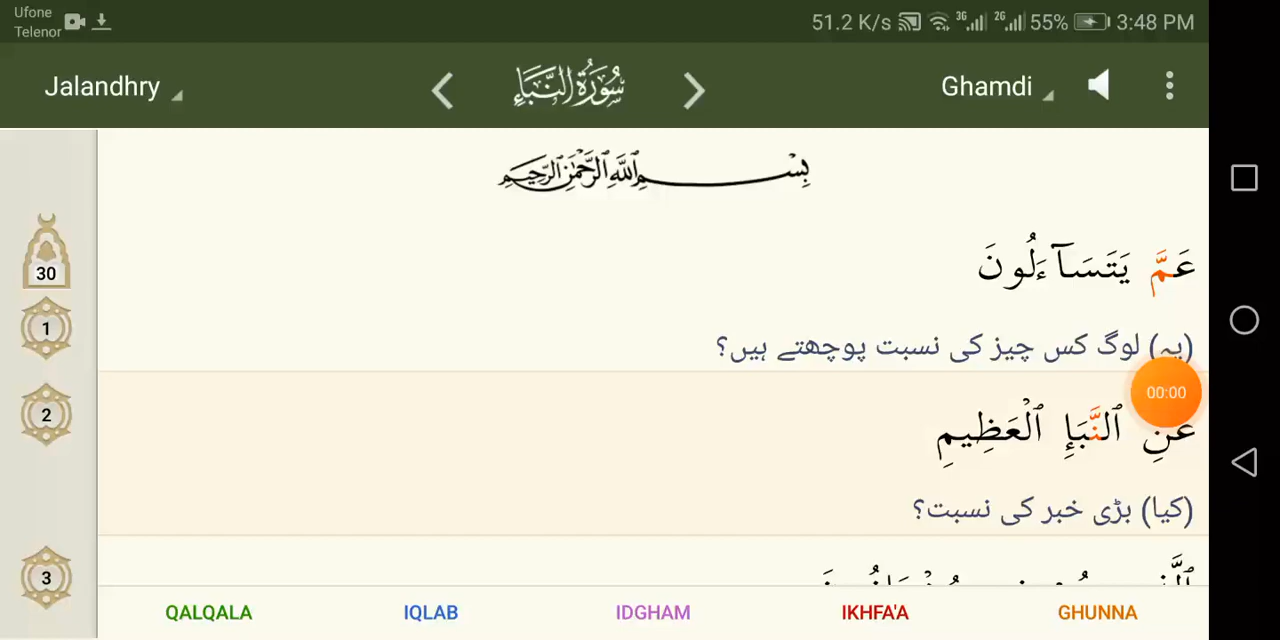 Ufone
Telenor
51.2 K/s 3G 2G 55% 3:48 PM
Jalandhry
سُورَةُ النَّبَإِ
Ghamdi
بِسْمِ اللَّهِ الرَّحْمَٰنِ الرَّحِيمِ
30
عَمَّ يَتَسَآءَلُونَ
1
(یہ) لوگ کس چیز کی نسبت پوچھتے ہیں؟
00:00
2
عَنِ ٱلنَّبَإِ ٱلْعَظِيمِ
(کیا) بڑی خبر کی نسبت؟
3
QALQALA IQLAB IDGHAM IKHFA'A GHUNNA